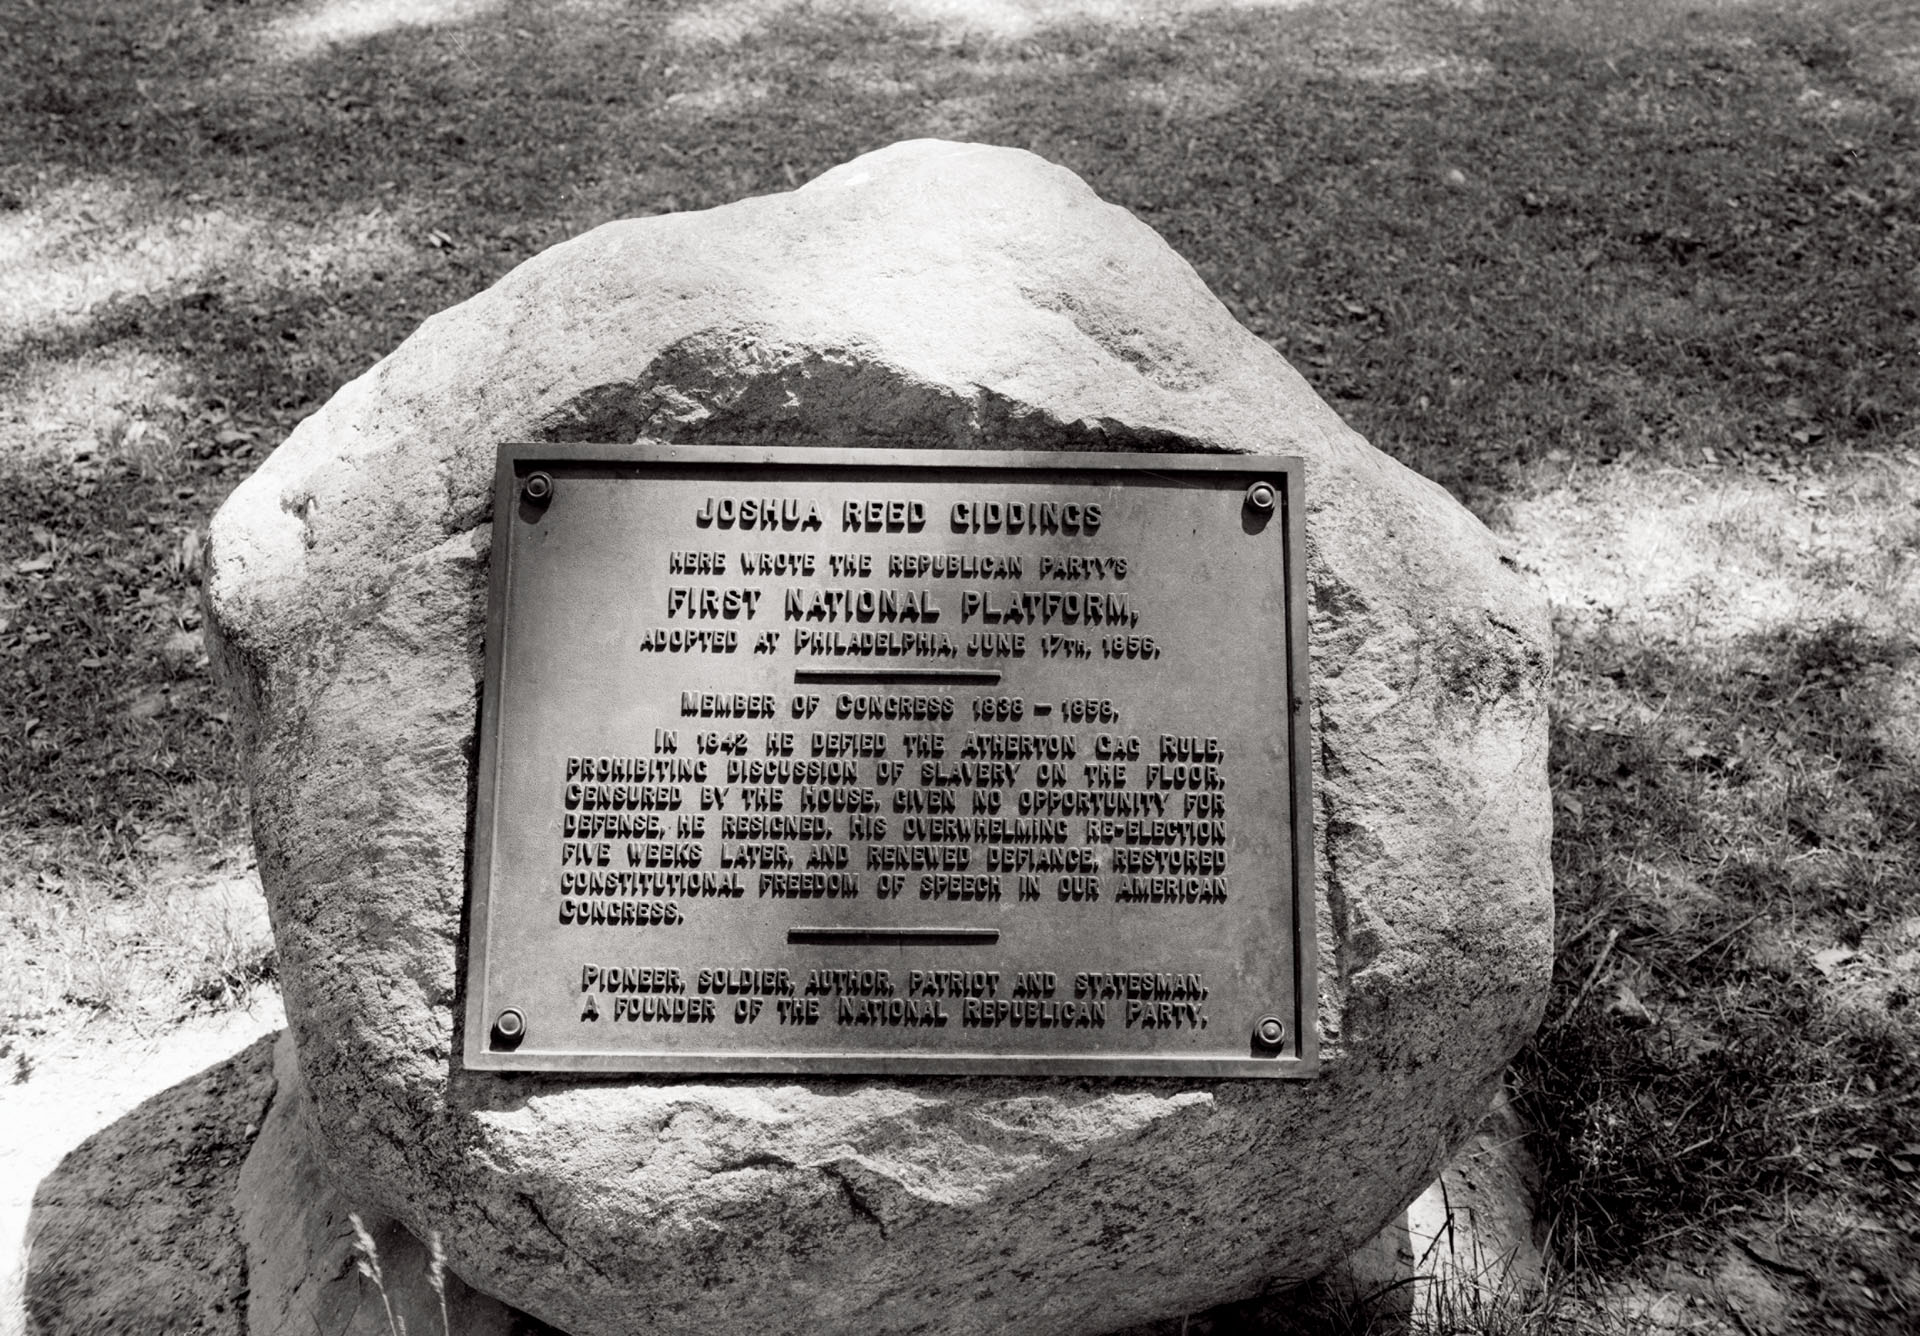 JOSHUA REED GIDDINGS
HERE WROTE THE REPUBLICAN PARTY'S
FIRST NATIONAL PLATFORM,
ADOPTED AT PHILADELPHIA, JUNE 17TH, 1856.
MEMBER OF CONGRESS 1838 – 1858.
IN 1842 HE DEFIED THE ATHERTON GAG RULE,
PROHIBITING DISCUSSION OF SLAVERY ON THE FLOOR.
CENSURED BY THE HOUSE, GIVEN NO OPPORTUNITY FOR
DEFENSE, HE RESIGNED. HIS OVERWHELMING RE-ELECTION
FIVE WEEKS LATER, AND RENEWED DEFIANCE, RESTORED
CONSTITUTIONAL FREEDOM OF SPEECH IN OUR AMERICAN
CONGRESS.
PIONEER, SOLDIER, AUTHOR, PATRIOT AND STATESMAN.
A FOUNDER OF THE NATIONAL REPUBLICAN PARTY.